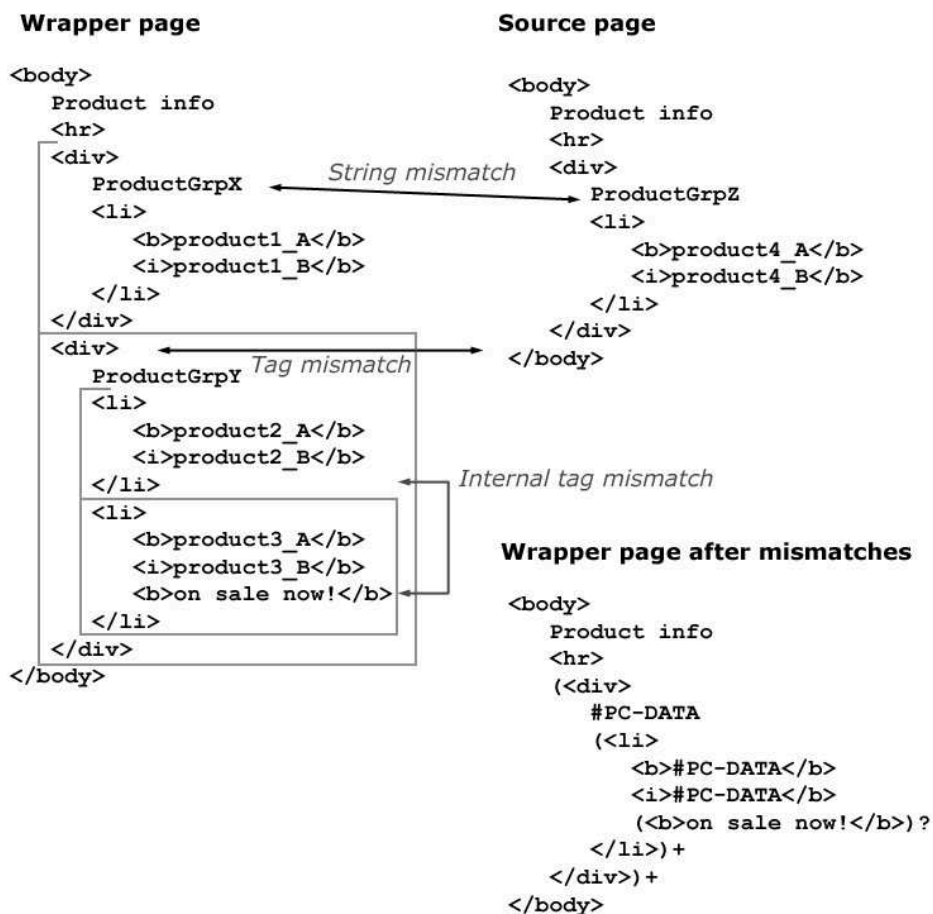 Wrapper page
<body>
Product info
<hr>
<div>
ProductGrpX
<li>
<b>product1_A</b>
<i>product1_B</b>
</li>
</div>
<div>
ProductGrpY
<li>
<b>product2_A</b>
<i>product2_B</b>
</li>
<li>
<b>product3_A</b>
<i>product3_B</b>
<b>on sale now!</b>
</li>
</div>
</body>
String mismatch
Tag mismatch
Internal tag mismatch
Source page
<body>
Product info
<hr>
<div>
ProductGrpZ
<li>
<b>product4_A</b>
<i>product4_B</b>
</li>
</div>
</body>
Wrapper page after mismatches
<body>
Product info
<hr>
(<div>
#PC-DATA
(<li>
<b>#PC-DATA</b>
<i>#PC-DATA</b>
(<b>on sale now!</b>)?
</li>)+
</div>)+
</body>